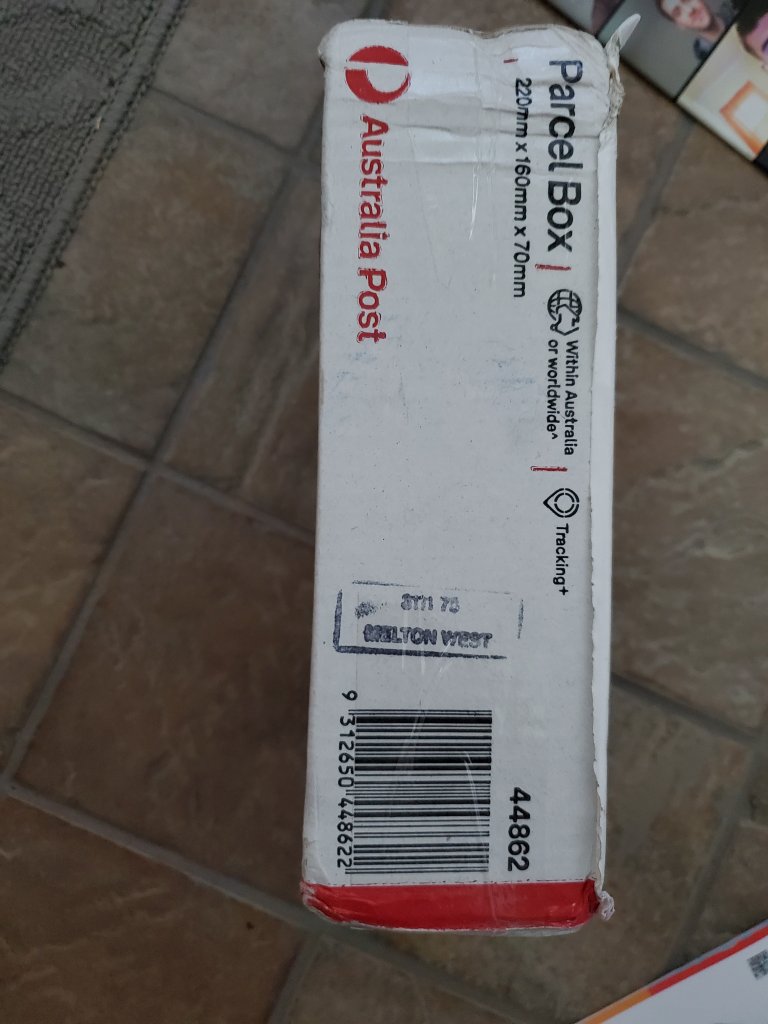 Parcel Box
220mm x 160mm x 70mm
Within Australia
or worldwide^
Tracking+
Australia Post
MELTON WEST
44862
9 312650 448622